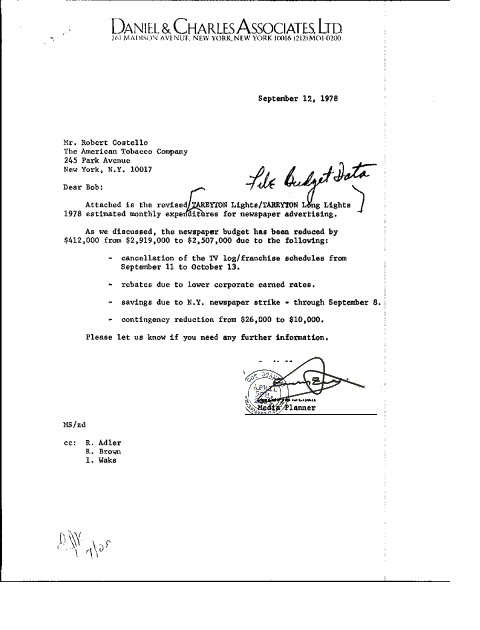 DANIEL & CHARLES ASSOCIATES, LTD.
261 MADISON AVENUE, NEW YORK, NEW YORK 10016 (212) MO1-0200
September 12, 1978
Mr. Robert Costello
The American Tobacco Company
245 Park Avenue
New York, N.Y. 10017
File Budget Data
Dear Bob:
Attached is the revised TAREYTON Lights/TAREYTON Long Lights
1978 estimated monthly expenditures for newspaper advertising.
As we discussed, the newspaper budget has been reduced by
$412,000 from $2,919,000 to $2,507,000 due to the following:
- cancellation of the TV log/franchise schedules from
September 11 to October 13.
- rebates due to lower corporate earned rates.
- savings due to N.Y. newspaper strike - through September 8.
- contingency reduction from $26,000 to $10,000.
Please let us know if you need any further information.
Media Planner
MS/zd
cc: R. Adler
R. Brown
I. Waks
9/25